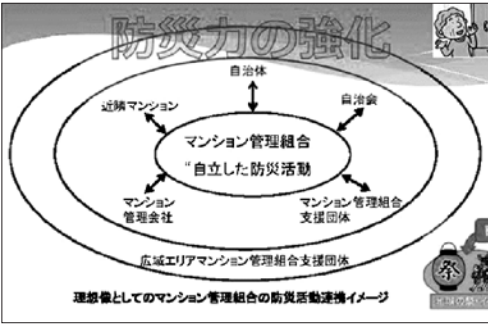 防災力の強化
自治体
近隣マンション
自治会
マンション管理組合
“自立した防災活動
マンション
管理会社
マンション管理組合
支援団体
広域エリアマンション管理組合支援団体
祭
理想像としてのマンション管理組合の防災活動連携イメージ